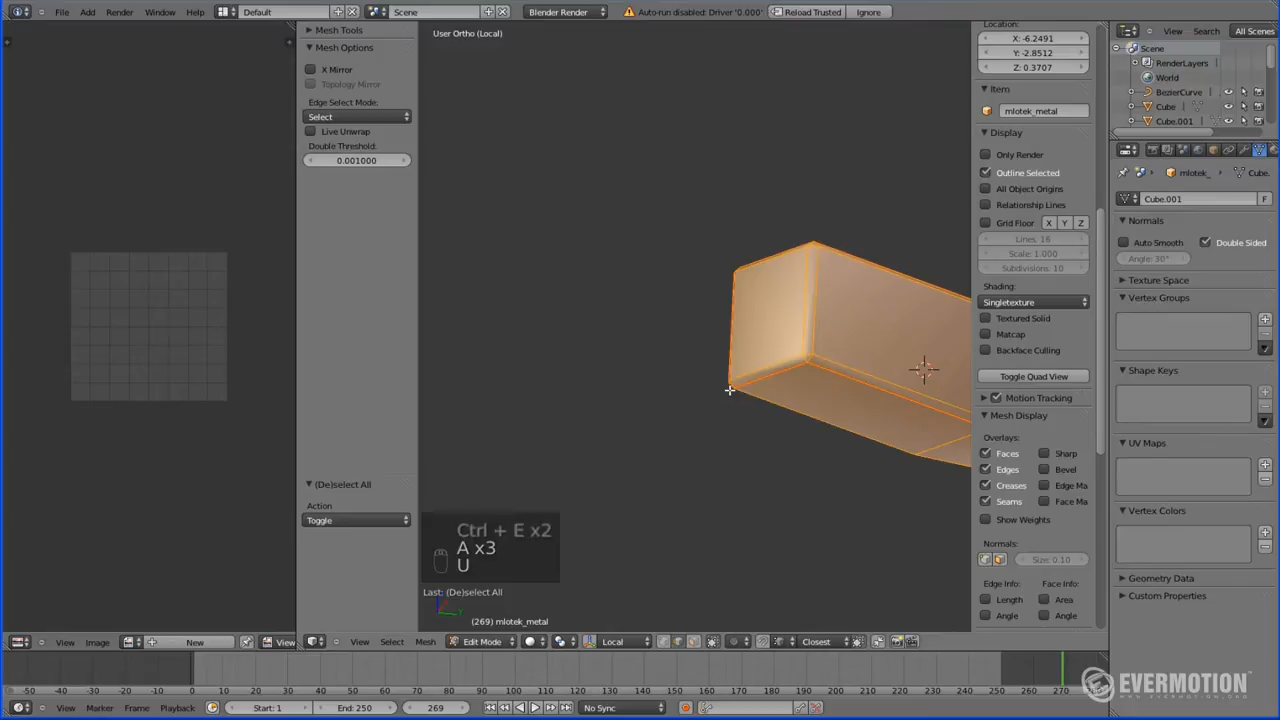 File Add Render Window Help Default Scene Blender Render Auto-run disabled: Driver '0.000' Reload Trusted Ignore
Mesh Tools
Mesh Options
X Mirror
Topology Mirror
Edge Select Mode:
Select
Live Unwrap
Double Threshold:
0.001000
(De)select All
Action
Toggle
User Ortho (Local)
Ctrl + E x2
A x3
U
Last: (De)select All
(269) mlotek_metal
Location:
X: -6.2491
Y: -2.8512
Z: 0.3707
Item
mlotek_metal
Display
Only Render
Outline Selected
All Object Origins
Relationship Lines
Grid Floor X Y Z
Lines: 16
Scale: 1.000
Subdivisions: 10
Shading:
Singletexture
Textured Solid
Matcap
Backface Culling
Toggle Quad View
Motion Tracking
Mesh Display
Overlays:
Faces Sharp
Edges Bevel
Creases Edge Ma
Seams Face Ma
Show Weights
Normals:
Size: 0.10
Edge Info: Face Info:
Length Area
Angle Angle
View Search All Scenes
Scene
RenderLayers
World
BezierCurve
Cube
Cube.001
mlotek_ Cube.
Cube.001 F
Normals
Auto Smooth Double Sided
Angle: 30°
Texture Space
Vertex Groups
Shape Keys
UV Maps
Vertex Colors
Geometry Data
Custom Properties
View Image New View
View Select Mesh Edit Mode Local Closest
-50 -40 -30 -20 -10 0 10 20 30 40 50 60 70 80 90 100 110 120 130 140 150 160 170 180 190 200 210 220 230 240 250 260 270 280
View Marker Frame Playback Start: 1 End: 250 269 No Sync
EVERMOTION
WWW.EVERMOTION.ORG